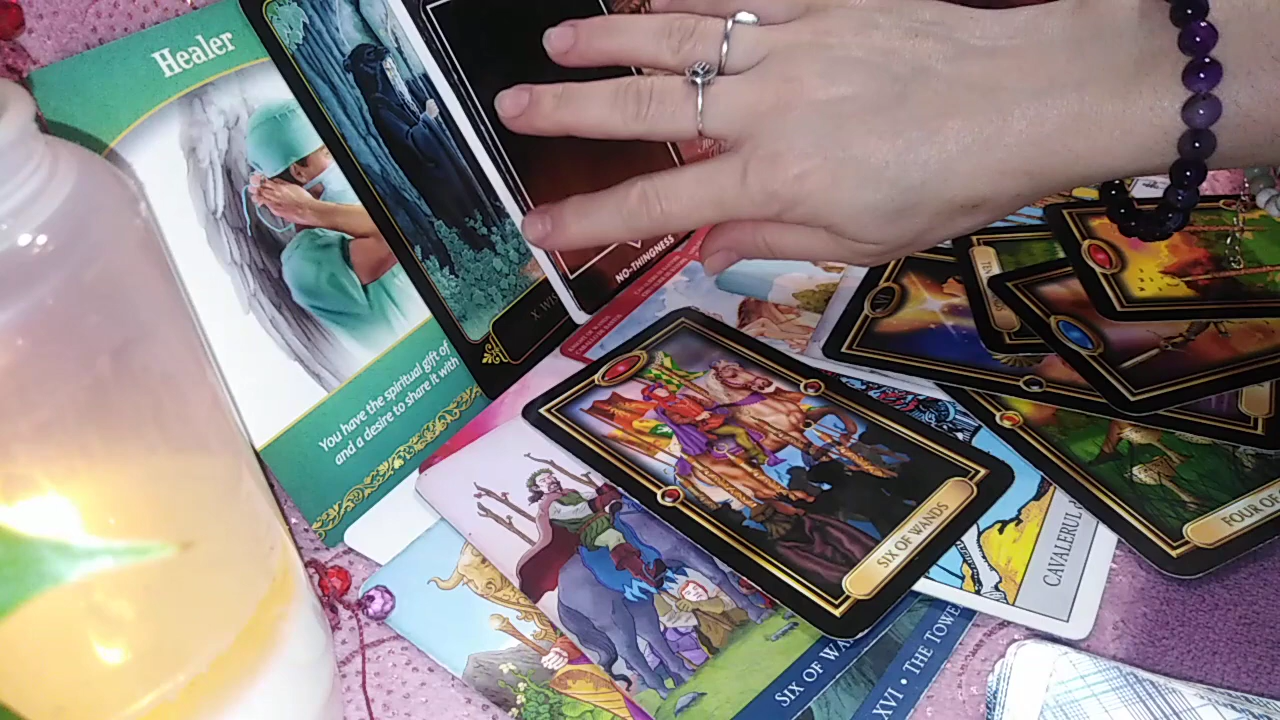 Healer
You have the spiritual gift of
and a desire to share it with
NO-THINGNESS
SIX OF WANDS
SIX OF WA
XVI • THE TOWE
CAVALERUL
FOUR OF